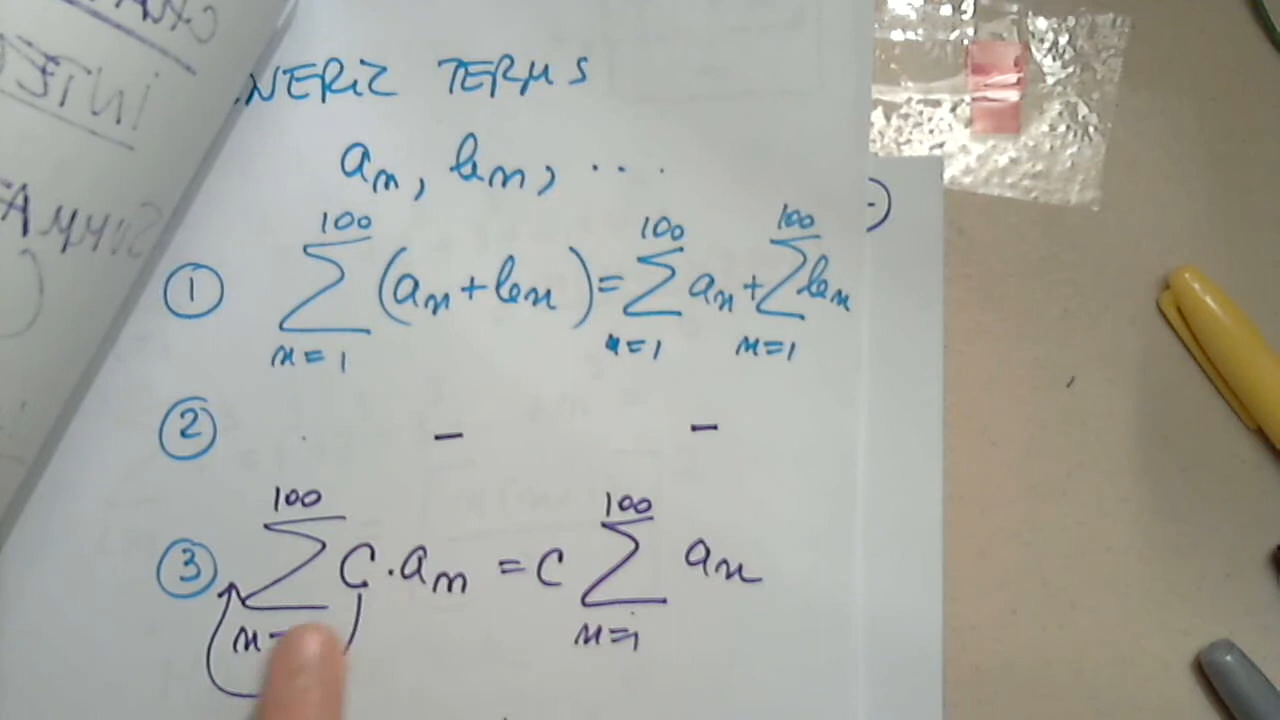 NERIC TERMS
an, bn, ....
① 100 ∑ n=1 (an + bn) = 100 ∑ n=1 an + 100 ∑ n=1 bn
② - -
③ 100 ∑ n= C · an = C 100 ∑ n=1 an